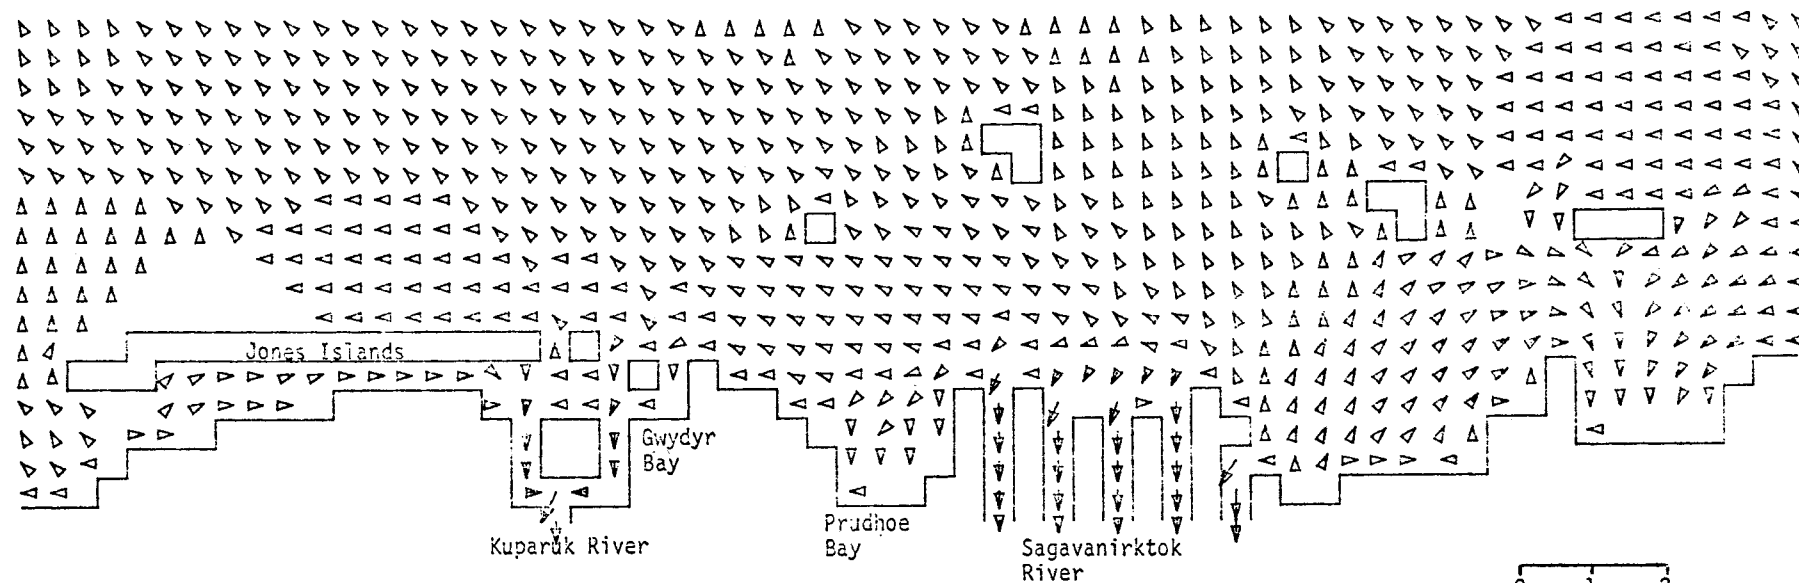 Jones Islands
Gwydyr
Bay
Kuparuk River
Prudhoe
Bay
Sagavanirktok
River
0 1 2